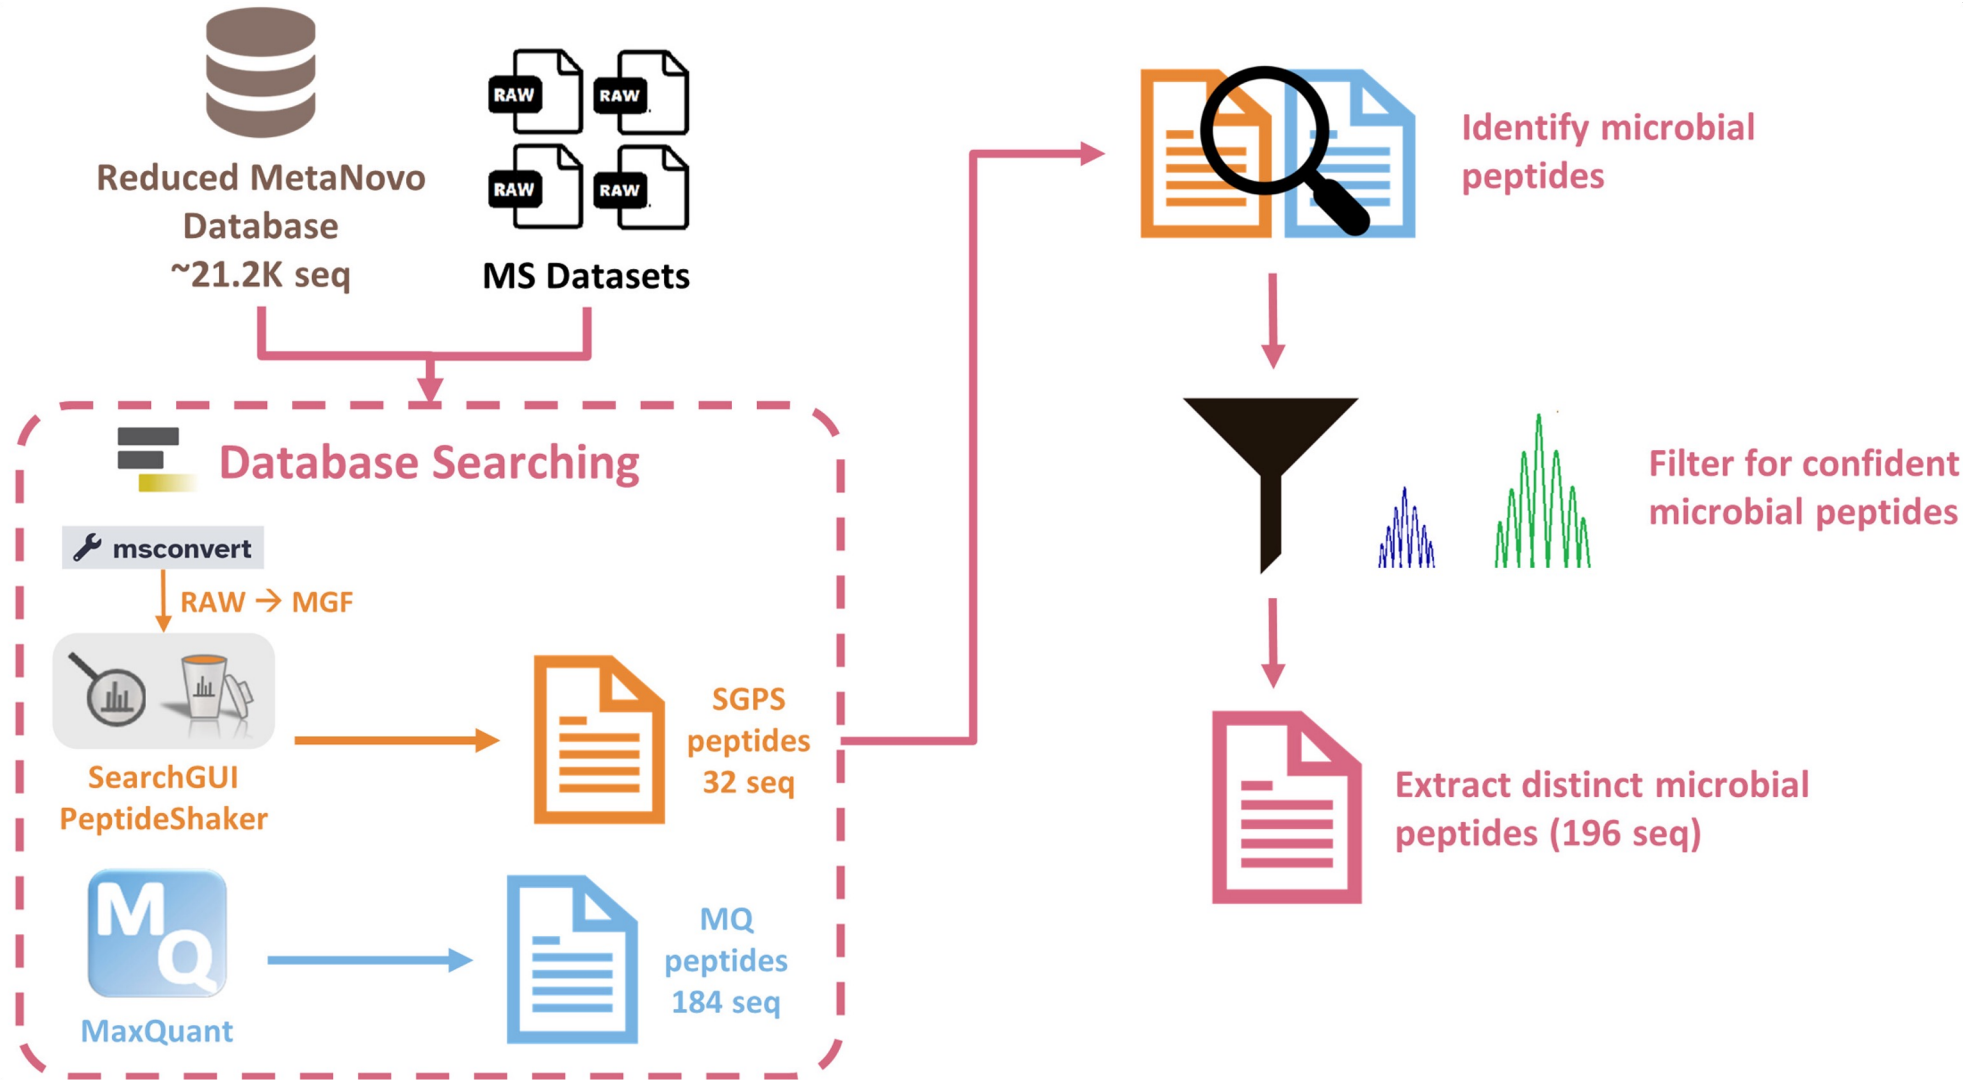 RAW
RAW
RAW
RAW
Reduced MetaNovo
Database
~21.2K seq
MS Datasets
Database Searching
msconvert
RAW → MGF
SearchGUI
PeptideShaker
SGPS
peptides
32 seq
MQ
MaxQuant
MQ
peptides
184 seq
Identify microbial
peptides
Filter for confident
microbial peptides
Extract distinct microbial
peptides (196 seq)